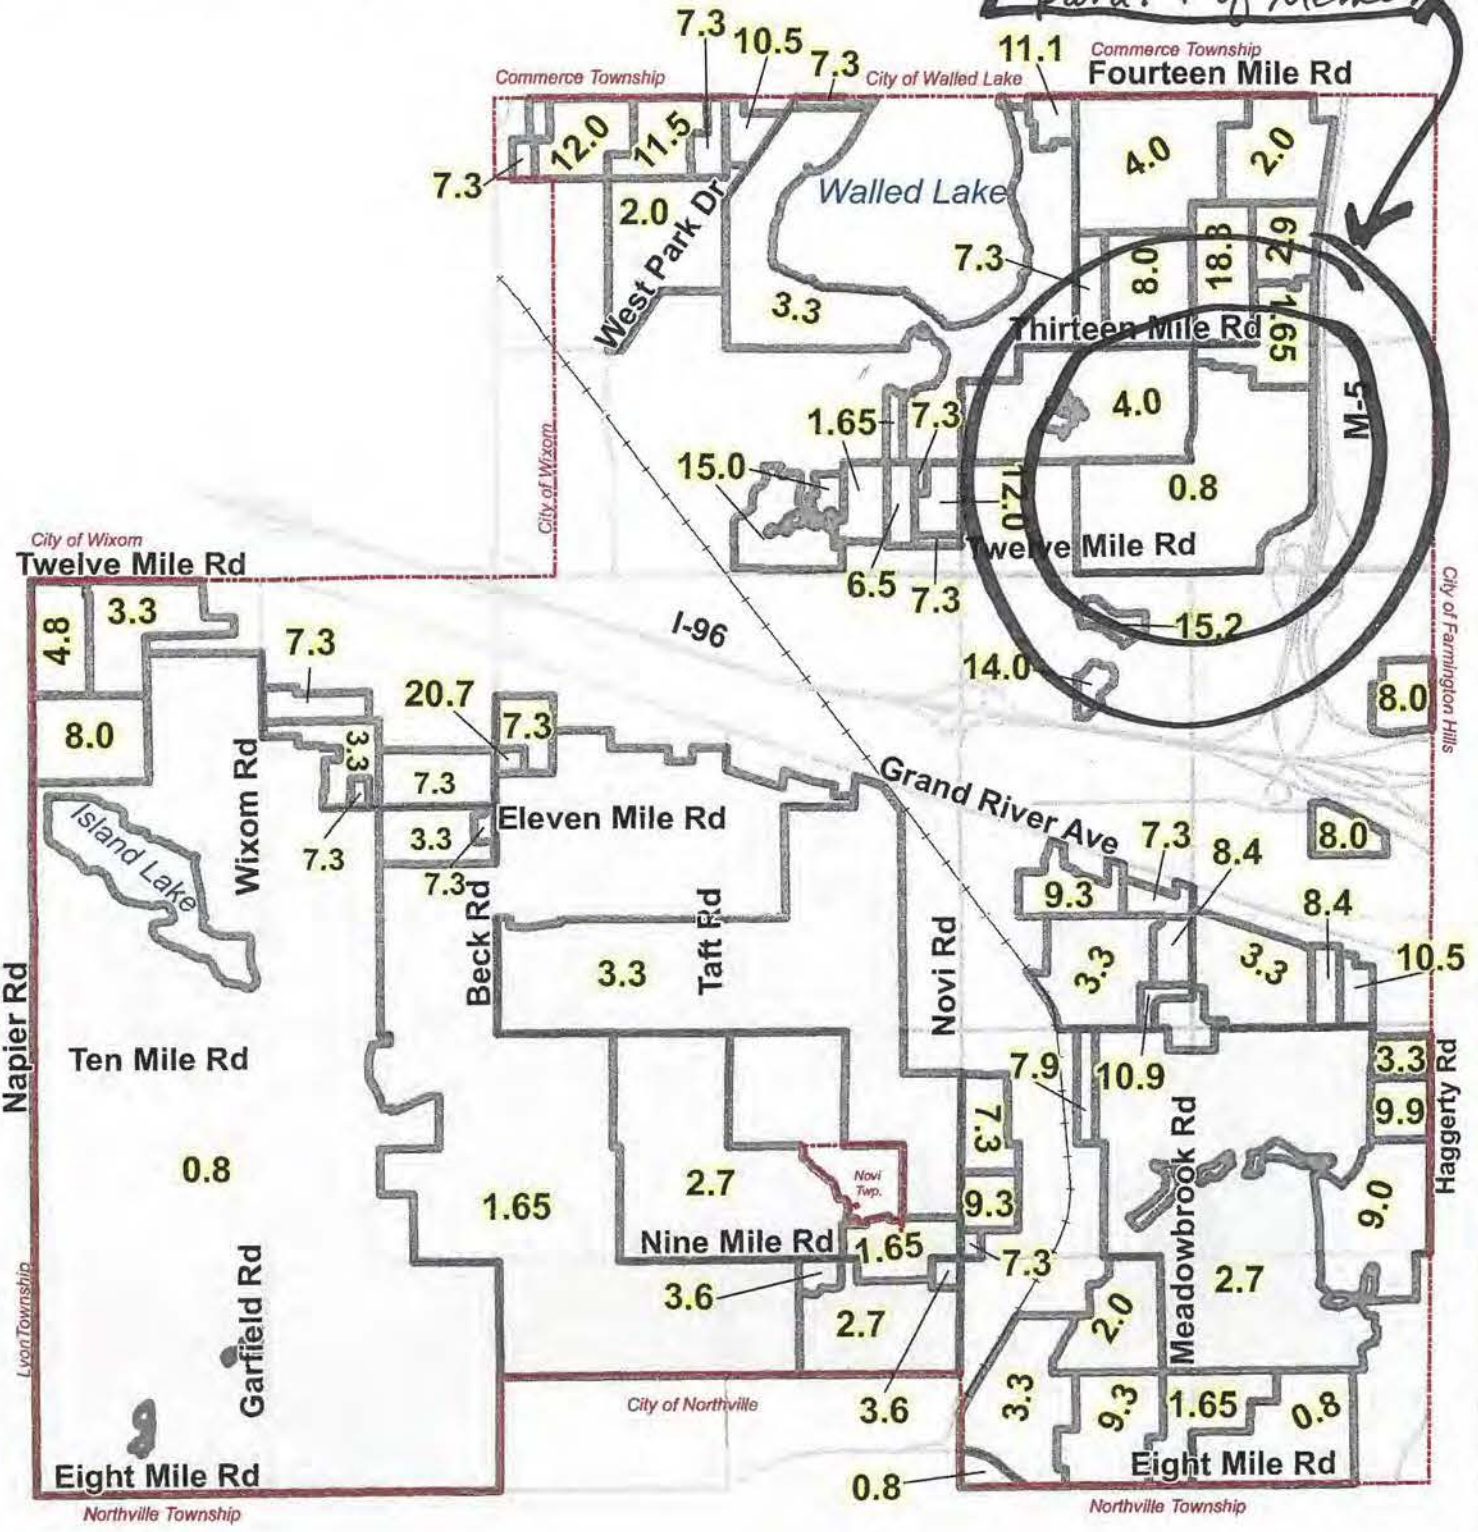 7.3
10.5
7.3
11.1
Commerce Township
Fourteen Mile Rd
Commerce Township
City of Walled Lake
12.0
11.5
4.0
2.0
7.3
Walled Lake
2.0
West Park Dr
7.3
8.0
18.8
2.9
3.3
Thirteen Mile Rd
1.65
4.0
M-5
1.65
7.3
15.0
City of Wixom
12.0
0.8
City of Wixom
Twelve Mile Rd
Twelve Mile Rd
6.5
7.3
4.8
3.3
I-96
15.2
City of Farmington Hills
7.3
14.0
20.7
8.0
8.0
7.3
3.3
7.3
Wixom Rd
Grand River Ave
Island Lake
3.3
Eleven Mile Rd
7.3
8.4
8.0
7.3
7.3
9.3
8.4
Beck Rd
Taft Rd
Novi Rd
3.3
3.3
3.3
10.5
Napier Rd
Ten Mile Rd
7.9
10.9
3.3
Haggerty Rd
9.9
7.3
Meadowbrook Rd
0.8
Novi
Twp.
2.7
9.3
9.0
1.65
Nine Mile Rd
1.65
7.3
2.7
Lyon Township
Garfield Rd
3.6
2.7
2.0
City of Northville
3.6
3.3
9.3
1.65
0.8
Eight Mile Rd
Eight Mile Rd
0.8
Northville Township
Northville Township